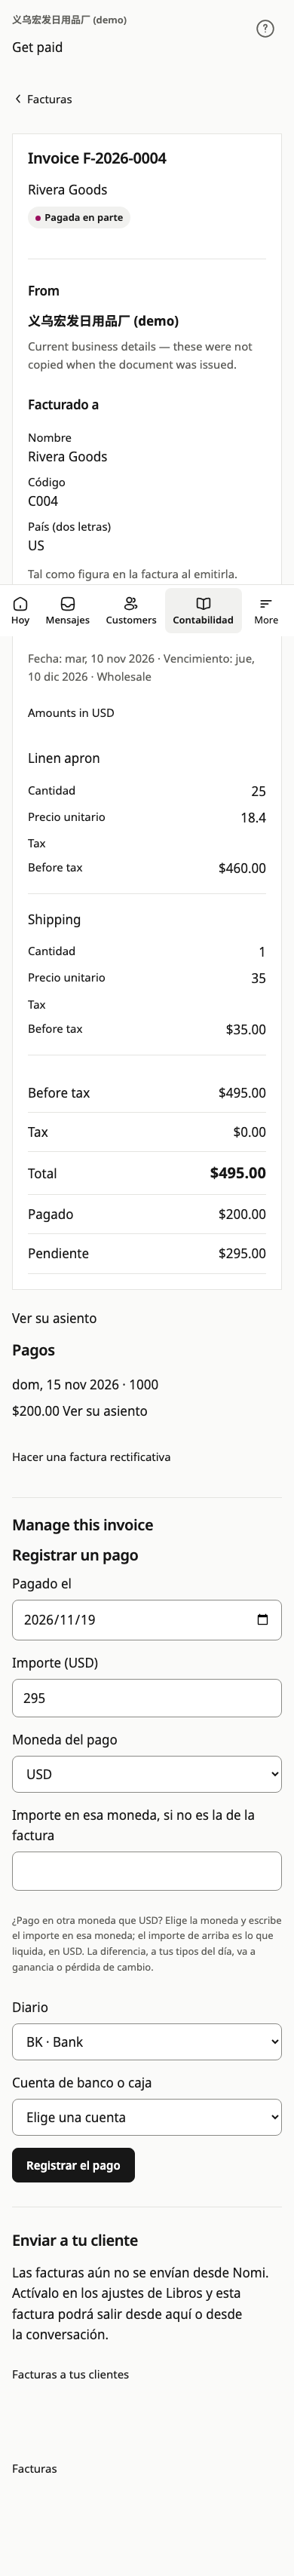 义乌宏发日用品厂 (demo)
Get paid
Facturas
Invoice F-2026-0004
Rivera Goods
Pagada en parte
From
义乌宏发日用品厂 (demo)
Current business details — these were not
copied when the document was issued.
Facturado a
Nombre
Rivera Goods
Código
C004
País (dos letras)
US
Tal como figura en la factura al emitirla.
Hoy
Mensajes
Customers
Contabilidad
More
Fecha: mar, 10 nov 2026 · Vencimiento: jue,
10 dic 2026 · Wholesale
Amounts in USD
Linen apron
Cantidad 25
Precio unitario 18.4
Tax
Before tax $460.00
Shipping
Cantidad 1
Precio unitario 35
Tax
Before tax $35.00
Before tax $495.00
Tax $0.00
Total $495.00
Pagado $200.00
Pendiente $295.00
Ver su asiento
Pagos
dom, 15 nov 2026 · 1000
$200.00 Ver su asiento
Hacer una factura rectificativa
Manage this invoice
Registrar un pago
Pagado el
2026/11/19
Importe (USD)
295
Moneda del pago
USD
Importe en esa moneda, si no es la de la
factura
¿Pago en otra moneda que USD? Elige la moneda y escribe
el importe en esa moneda; el importe de arriba es lo que
liquida, en USD. La diferencia, a tus tipos del día, va a
ganancia o pérdida de cambio.
Diario
BK · Bank
Cuenta de banco o caja
Elige una cuenta
Registrar el pago
Enviar a tu cliente
Las facturas aún no se envían desde Nomi.
Actívalo en los ajustes de Libros y esta
factura podrá salir desde aquí o desde
la conversación.
Facturas a tus clientes
Facturas